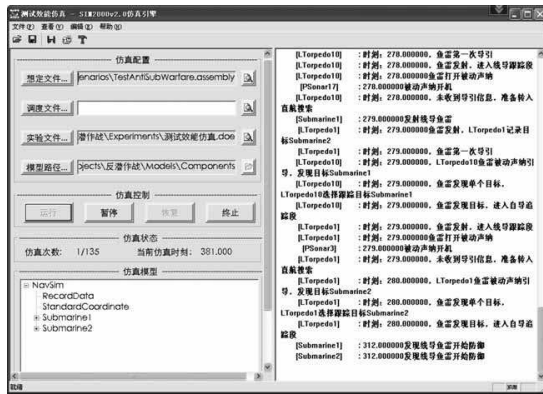 测试效能仿真 - SIM2000v2.0仿真引擎
文件(F) 查看(V) 编辑(E) 帮助(H)
仿真配置
想定文件... enarios\TestAntiSubWarfare.assembly
调度文件...
实验文件... 潜作战\Experiments\测试效能仿真.doe
模型路径... ojects\反潜作战\Models\Components
仿真控制
运行 暂停 恢复 终止
仿真状态
仿真次数: 1/135 当前仿真时刻: 381.000
仿真模型
NavSim
RecordData
StandardCoordinate
Submarine1
Submarine2
就绪
[LTorpedo10] :时刻: 278.000000, 鱼雷第一次导引
[LTorpedo10] :时刻: 278.000000, 鱼雷发射, 进入线导跟踪段
[LTorpedo10] :时刻: 278.000000鱼雷打开被动声纳
[PSonar17] :278.000000被动声纳开机
[LTorpedo10] :时刻: 278.000000, 未收到导引信息, 准备转入
直航搜索
[Submarine1] :279.000000发射线导鱼雷
[LTorpedo1] :时刻: 279.000000鱼雷发射, LTorpedo1记录目
标Submarine2
[LTorpedo1] :时刻: 279.000000, 鱼雷第一次导引
[LTorpedo10] :时刻: 279.000000, LTorpedo10鱼雷被动声纳引
导, 发现目标Submarine1
[LTorpedo10] :时刻: 279.000000, 鱼雷发现单个目标,
LTorpedo10选择跟踪目标Submarine1
[LTorpedo10] :时刻: 279.000000, 鱼雷发现目标, 进入自导追
踪段
[LTorpedo1] :时刻: 279.000000, 鱼雷发射, 进入线导跟踪段
[LTorpedo1] :时刻: 279.000000鱼雷打开被动声纳
[PSonar3] :279.000000被动声纳开机
[LTorpedo1] :时刻: 279.000000, 未收到导引信息, 准备转入
直航搜索
[LTorpedo1] :时刻: 280.000000, LTorpedo1鱼雷被动声纳引
导, 发现目标Submarine2
[LTorpedo1] :时刻: 280.000000, 鱼雷发现单个目标,
LTorpedo1选择跟踪目标Submarine2
[LTorpedo1] :时刻: 280.000000, 鱼雷发现目标, 进入自导追
踪段
[Submarine1] :312.000000发现线导鱼雷开始防御
[Submarine2] :312.000000发现线导鱼雷开始防御